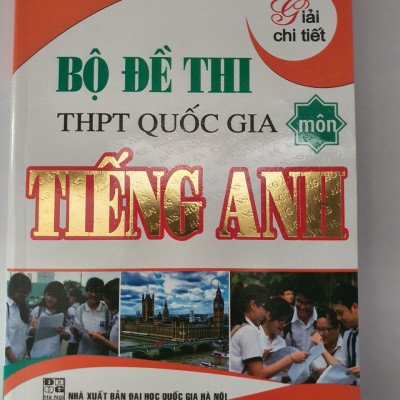 Giải
chi tiết
BỘ ĐỀ THI
THPT QUỐC GIA
môn
TIẾNG ANH
NHÀ XUẤT BẢN ĐẠI HỌC QUỐC GIA HÀ NỘI